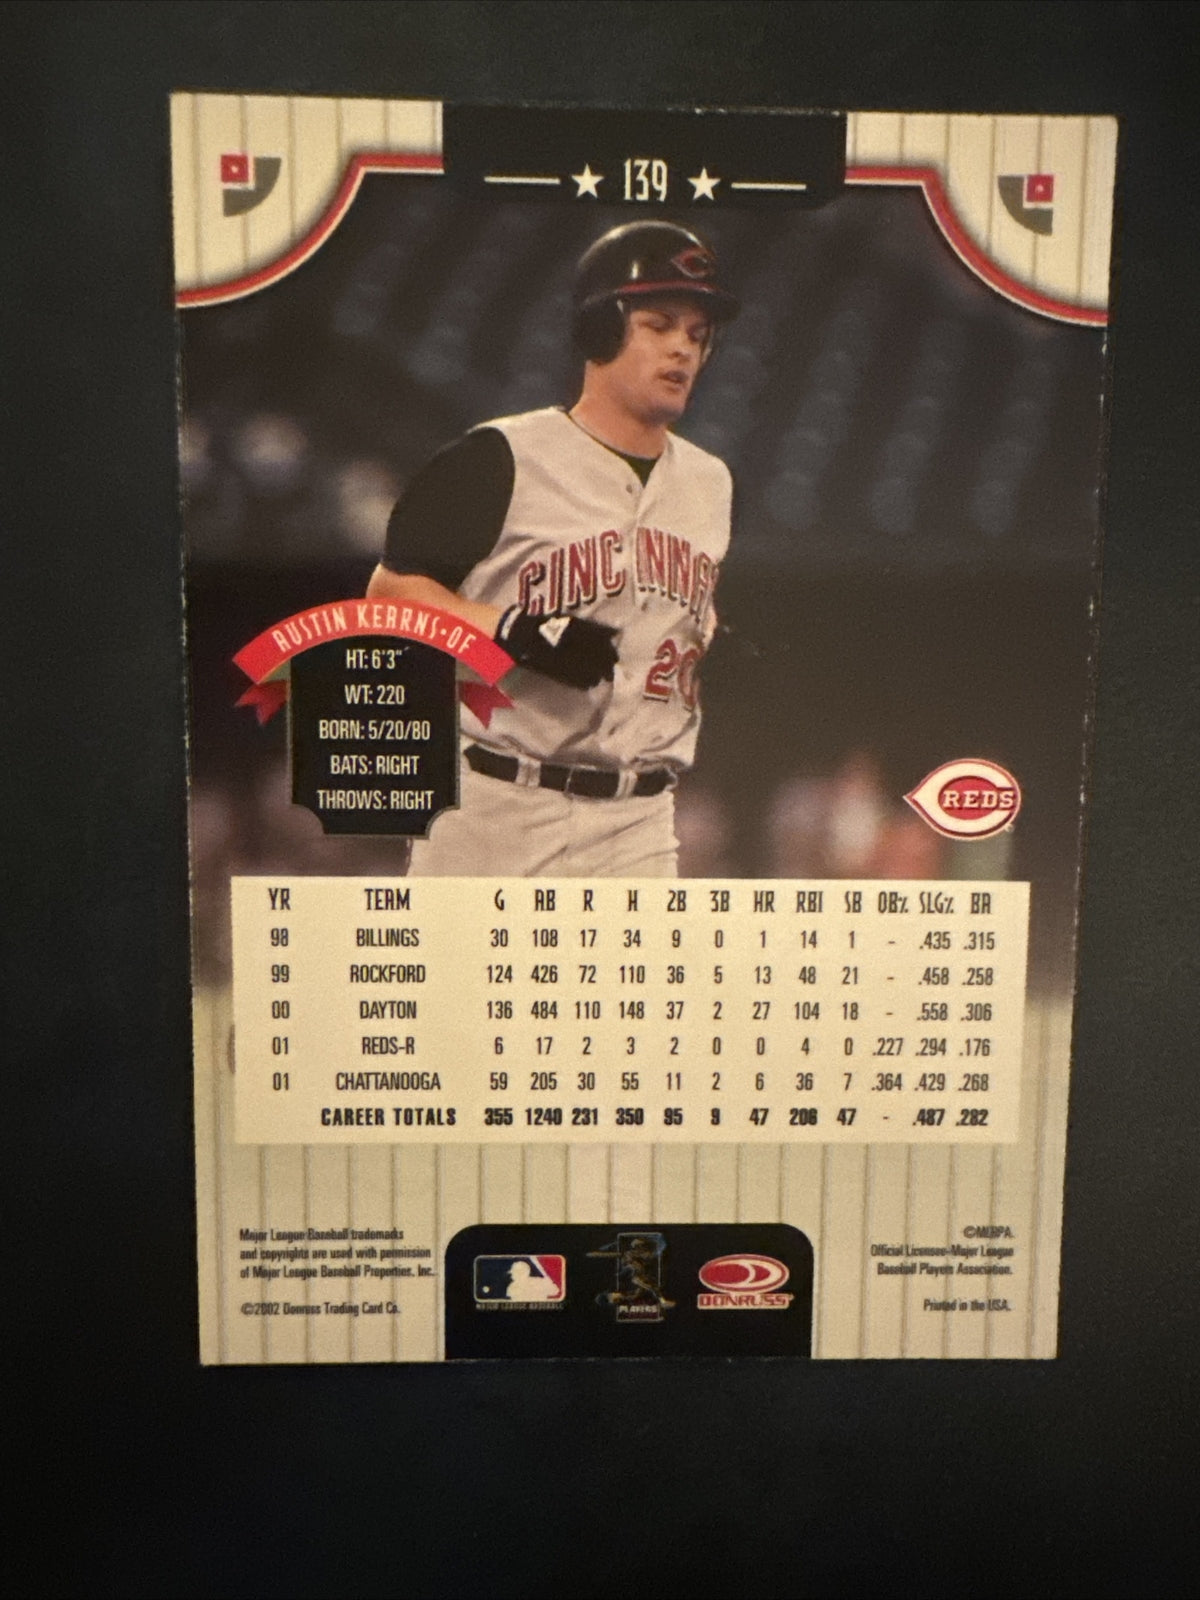 139
CINCINNA
20
AUSTIN KEARNS•OF
HT: 6'3"
WT: 220
BORN: 5/20/80
BATS: RIGHT
THROWS: RIGHT
REDS
YR TEAM G AB R H 2B 3B HR RBI SB OB% SLG% BA
98 BILLINGS 30 108 17 34 9 0 1 14 1 - .435 .315
99 ROCKFORD 124 426 72 110 36 5 13 48 21 - .458 .258
00 DAYTON 136 484 110 148 37 2 27 104 18 - .558 .306
01 REDS-R 6 17 2 3 2 0 0 4 0 .227 .294 .176
01 CHATTANOOGA 59 205 30 55 11 2 6 36 7 .364 .429 .268
CAREER TOTALS 355 1240 231 350 95 9 47 206 47 - .487 .282
Major League Baseball trademarks
and copyrights are used with permission
of Major League Baseball Properties, Inc.
©2002 Donruss Trading Card Co.
MAJOR LEAGUE BASEBALL
PLAYERS
DONRUSS
©MLBPA
Official Licensee-Major League
Baseball Players Association.
Printed in the USA.